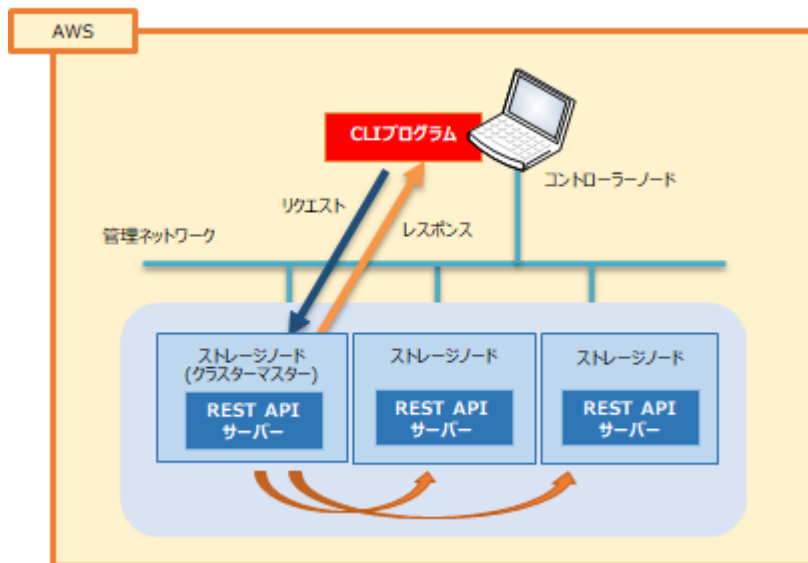 AWS
CLIプログラム
コントローラーノード
リクエスト
レスポンス
管理ネットワーク
ストレージノード
(クラスターマスター)
REST API
サーバー
ストレージノード
REST API
サーバー
ストレージノード
REST API
サーバー